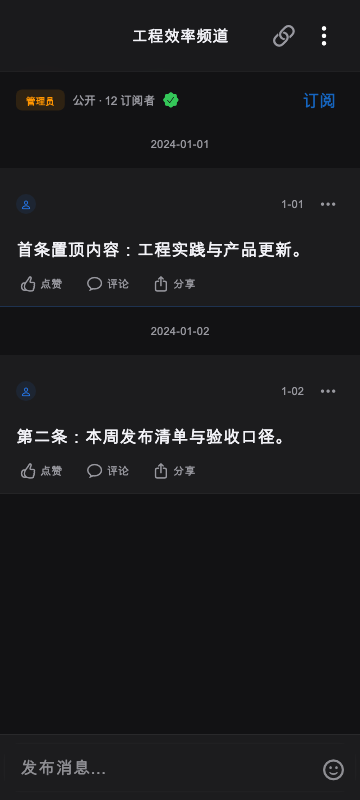 工程效率频道
管理员 公开 · 12 订阅者 订阅
2024-01-01
1-01
首条置顶内容：工程实践与产品更新。
点赞 评论 分享
2024-01-02
1-02
第二条：本周发布清单与验收口径。
点赞 评论 分享
发布消息...